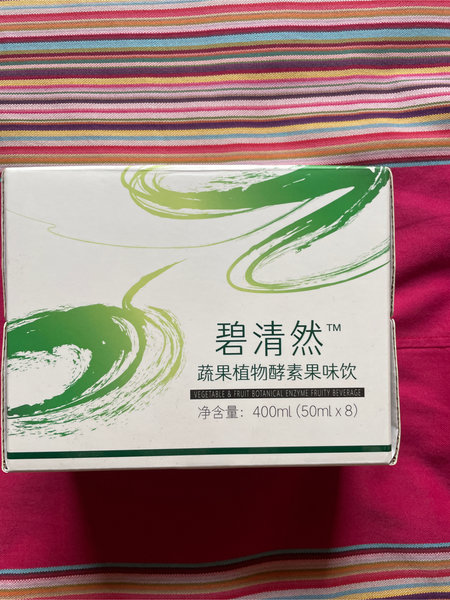 碧清然™
蔬果植物酵素果味饮
VEGETABLE & FRUIT BOTANICAL ENZYME FRUITY BEVERAGE
净含量：400ml (50ml x 8)